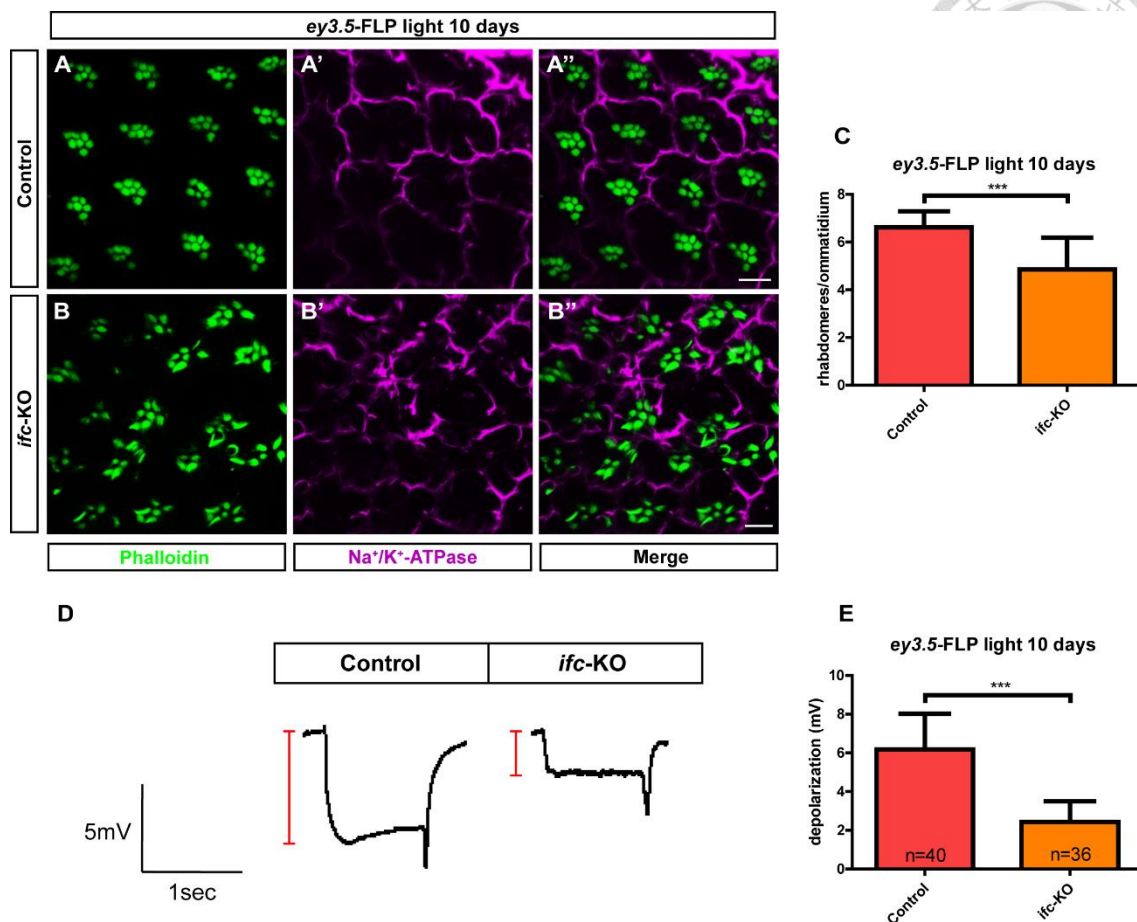 ey3.5-FLP light 10 days
Control
A
A'
A''
ifc-KO
B
B'
B''
Phalloidin
Na⁺/K⁺-ATPase
Merge
C
ey3.5-FLP light 10 days
***
rhabdomeres/ommatidium
8
6
4
2
0
Control
ifc-KO
D
Control
ifc-KO
5mV
1sec
E
ey3.5-FLP light 10 days
***
depolarization (mV)
10
8
6
4
2
0
n=40
n=36
Control
ifc-KO